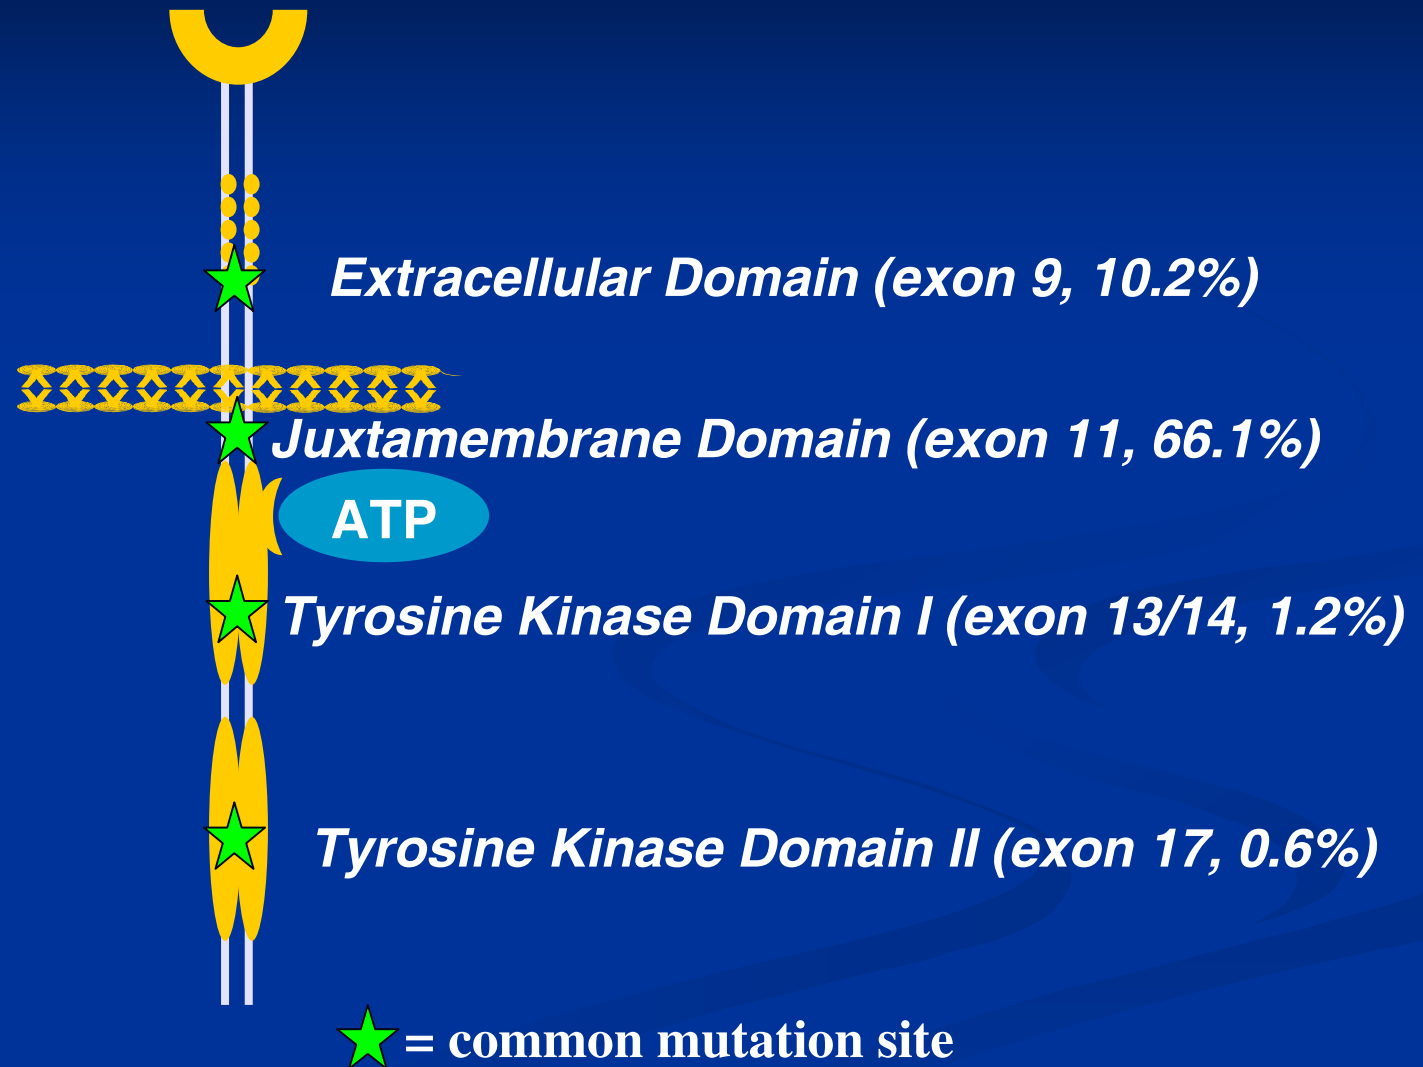 Extracellular Domain (exon 9, 10.2%)
Juxtamembrane Domain (exon 11, 66.1%)
ATP
Tyrosine Kinase Domain I (exon 13/14, 1.2%)
Tyrosine Kinase Domain II (exon 17, 0.6%)
= common mutation site